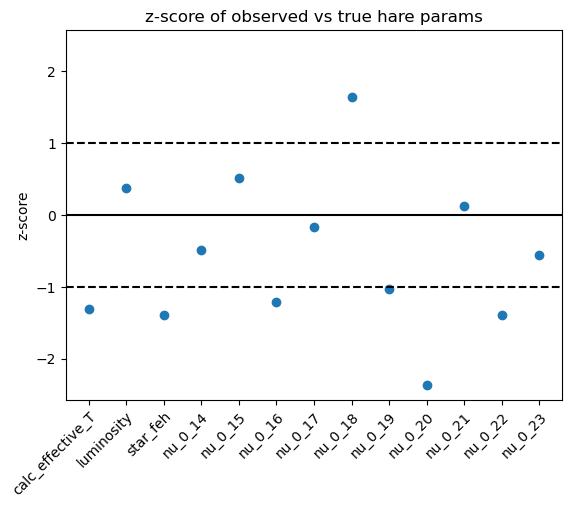 z-score of observed vs true hare params
z-score
2
1
0
−1
−2
calc_effective_T
luminosity
star_feh
nu_0_14
nu_0_15
nu_0_16
nu_0_17
nu_0_18
nu_0_19
nu_0_20
nu_0_21
nu_0_22
nu_0_23